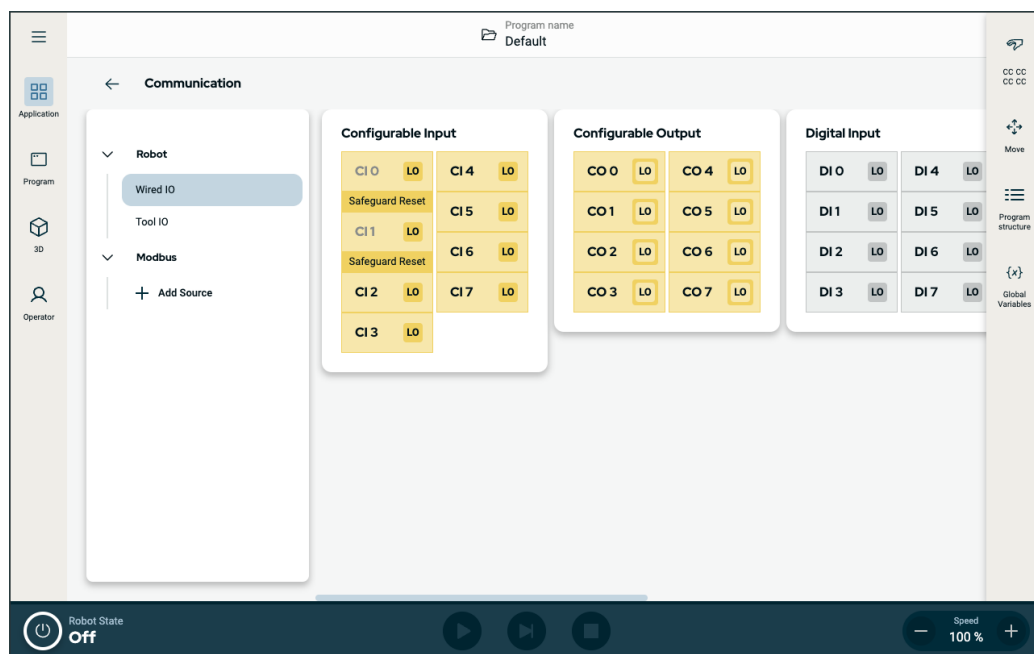 Program name
Default
Communication
Application
Program
3D
Operator
Robot
Wired IO
Tool IO
Modbus
Add Source
Configurable Input
CI 0 LO CI 4 LO
Safeguard Reset
CI 5 LO
CI 1 LO
CI 6 LO
Safeguard Reset
CI 2 LO CI 7 LO
CI 3 LO
Configurable Output
CO 0 LO CO 4 LO
CO 1 LO CO 5 LO
CO 2 LO CO 6 LO
CO 3 LO CO 7 LO
Digital Input
DI 0 LO DI 4 LO
DI 1 LO DI 5 LO
DI 2 LO DI 6 LO
DI 3 LO DI 7 LO
CC CC
CC CC
Move
Program
structure
{x}
Global
Variables
Robot State
Off
Speed
100 %